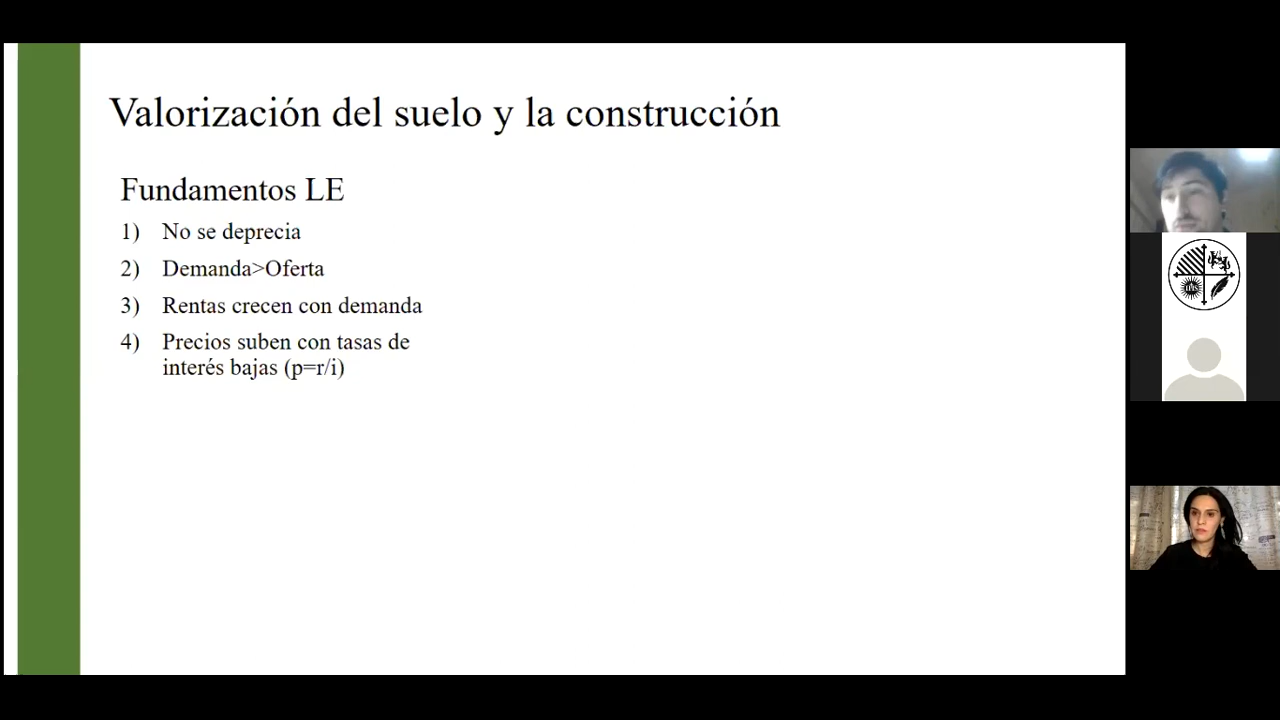 Valorización del suelo y la construcción
Fundamentos LE
1) No se deprecia
2) Demanda>Oferta
3) Rentas crecen con demanda
4) Precios suben con tasas de
interés bajas (p=r/i)